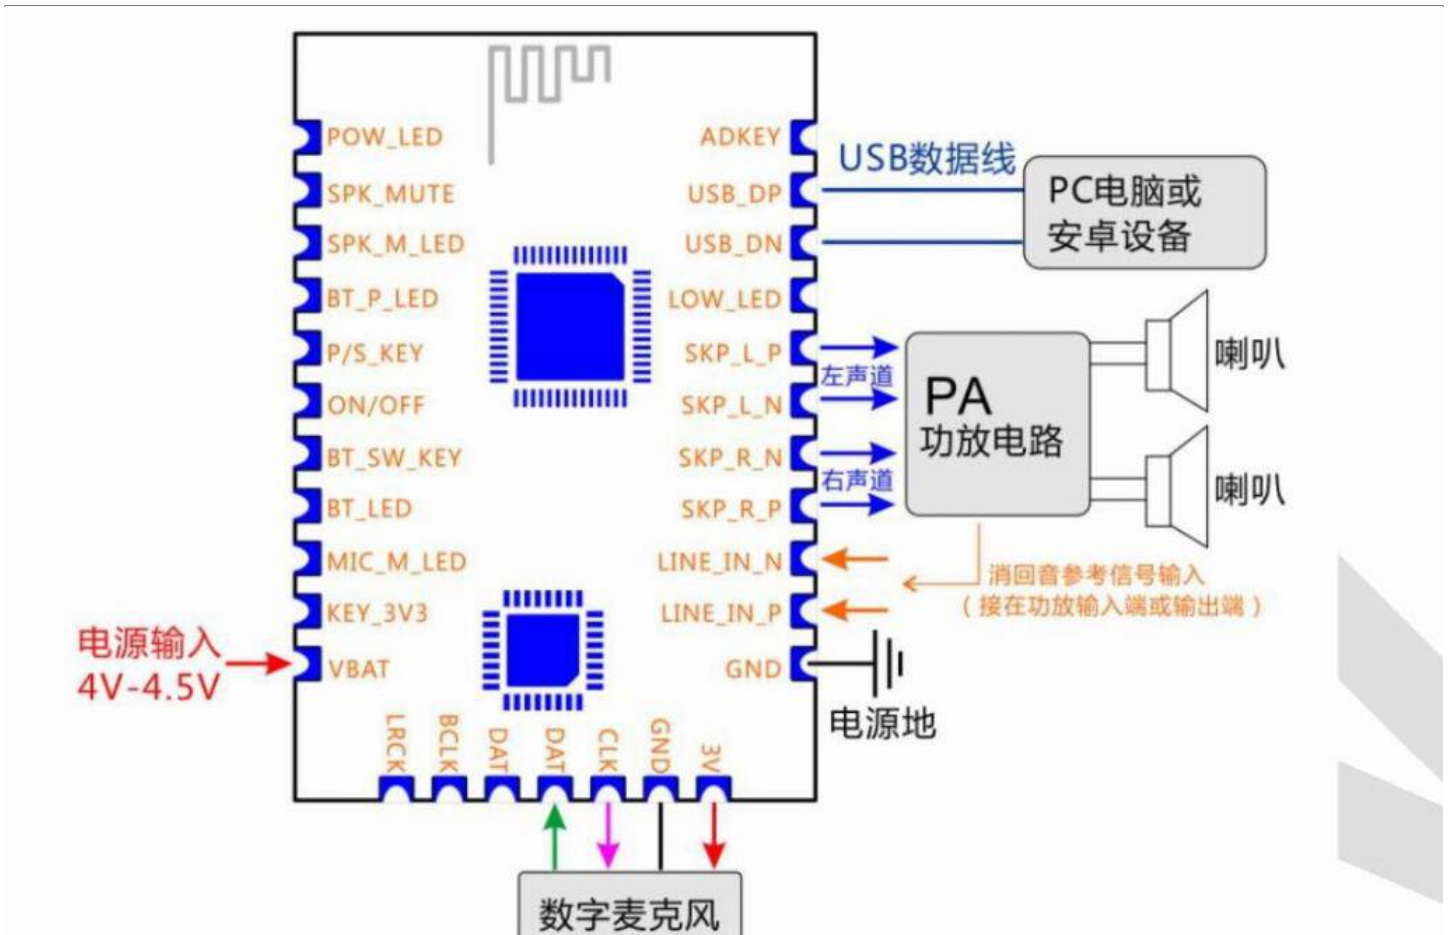 POW_LED
SPK_MUTE
SPK_M_LED
BT_P_LED
P/S_KEY
ON/OFF
BT_SW_KEY
BT_LED
MIC_M_LED
KEY_3V3
VBAT
电源输入
4V-4.5V
ADKEY
USB_DP
USB_DN
LOW_LED
SKP_L_P
SKP_L_N
SKP_R_N
SKP_R_P
LINE_IN_N
LINE_IN_P
GND
USB数据线
PC电脑或
安卓设备
左声道
右声道
PA
功放电路
喇叭
喇叭
消回音参考信号输入
(接在功放输入端或输出端)
电源地
LRCK
BCLK
DAT
DAT
CLK
GND
3V
数字麦克风